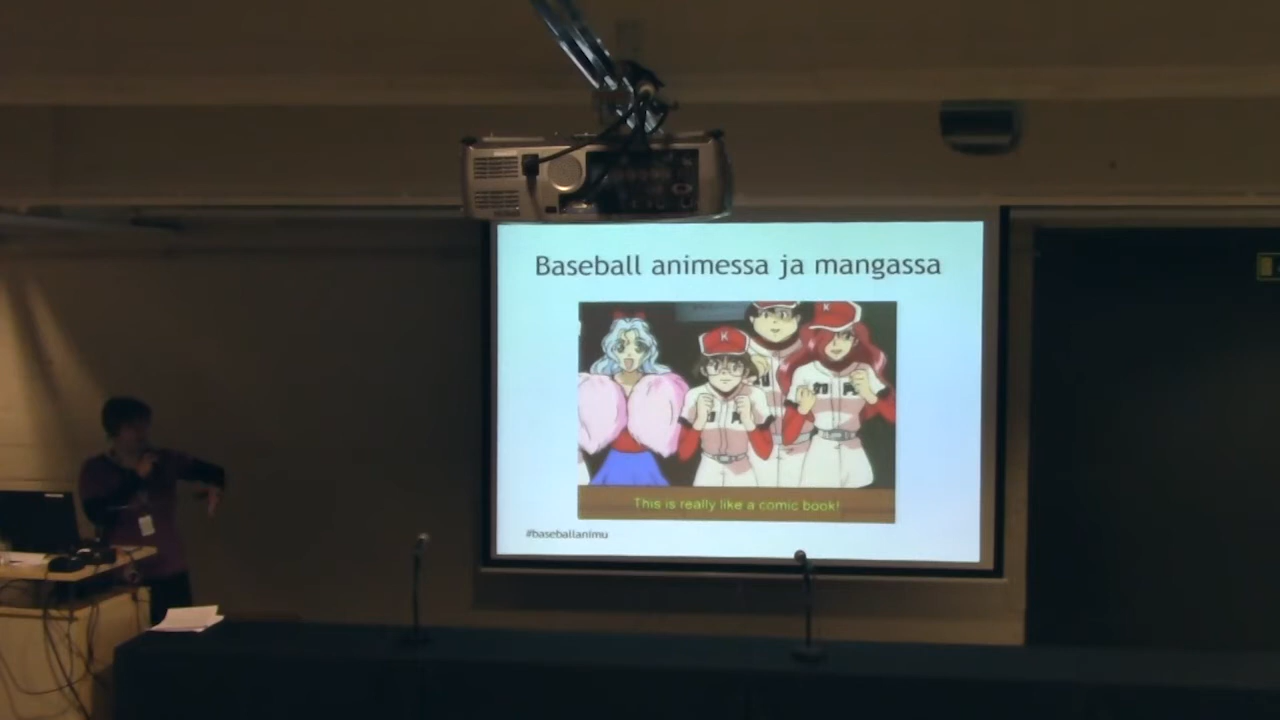 Baseball animessa ja mangassa
K
K
This is really like a comic book!
#baseballanimu